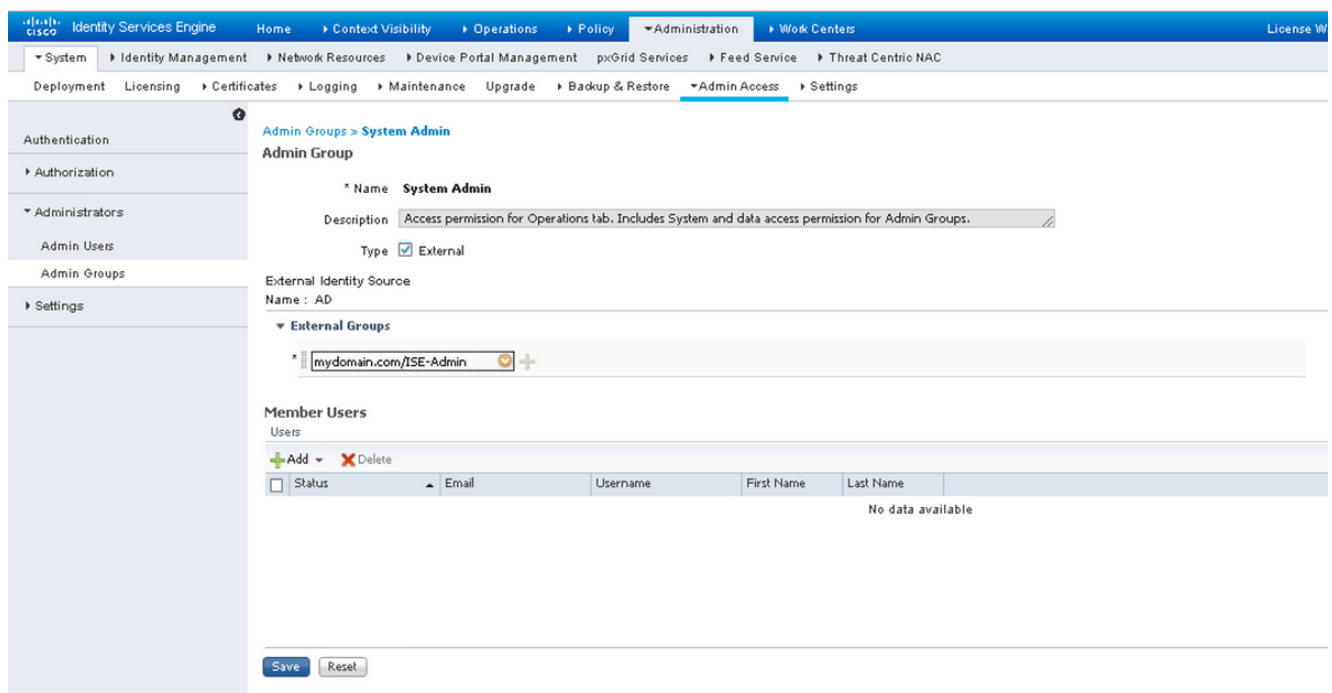 cisco Identity Services Engine Home Context Visibility Operations Policy Administration Work Centers License W
System Identity Management Network Resources Device Portal Management pxGrid Services Feed Service Threat Centric NAC
Deployment Licensing Certificates Logging Maintenance Upgrade Backup & Restore Admin Access Settings
Authentication
Authorization
Administrators
Admin Users
Admin Groups
Settings
Admin Groups > System Admin
Admin Group
* Name System Admin
Description Access permission for Operations tab. Includes System and data access permission for Admin Groups.
Type External
External Identity Source
Name : AD
External Groups
* mydomain.com/ISE-Admin
Member Users
Users
Add Delete
Status Email Username First Name Last Name
No data available
Save Reset